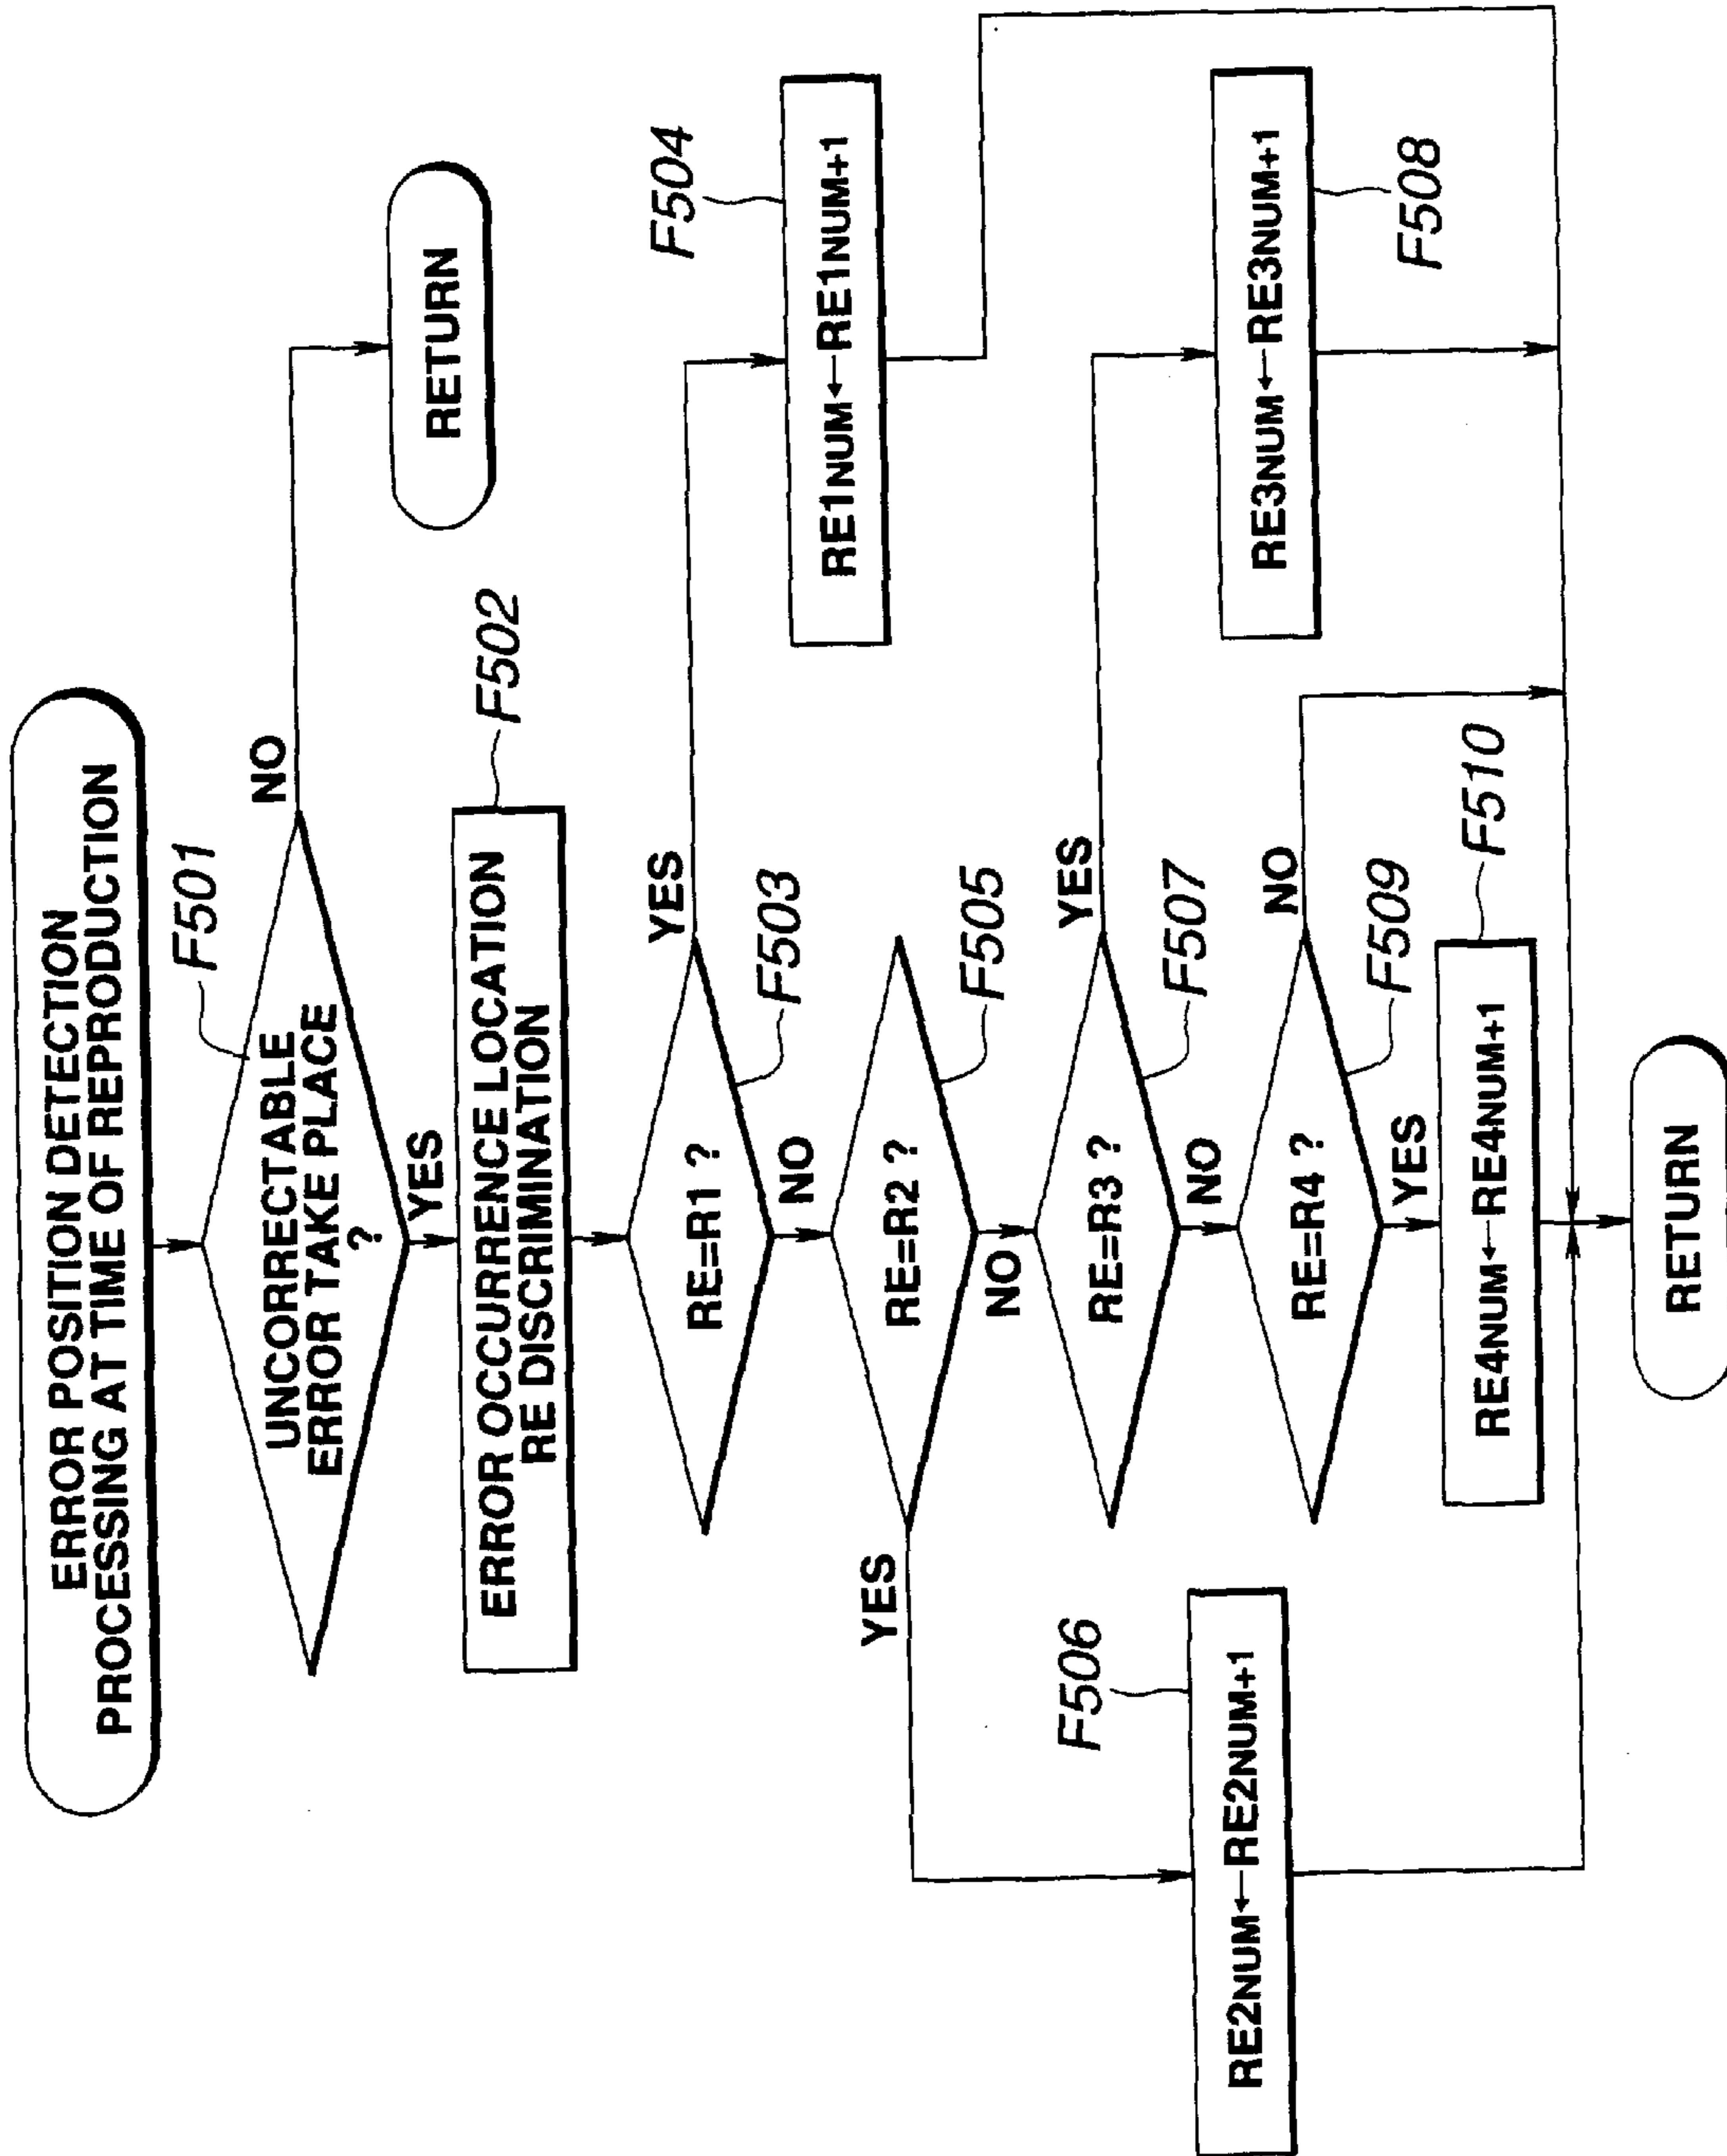 ERROR POSITION DETECTION
PROCESSING AT TIME OF REPRODUCTION
F501
UNCORRECTABLE
ERROR TAKE PLACE
?
NO
RETURN
YES
F502
ERROR OCCURRENCE LOCATION
RE DISCRIMINATION
RE=R1 ?
YES
F503
F504
RE1NUM←RE1NUM+1
NO
RE=R2 ?
F505
YES
F506
RE2NUM←RE2NUM+1
NO
RE=R3 ?
YES
F507
RE3NUM←RE3NUM+1
F508
NO
RE=R4 ?
NO
F509
YES
F510
RE4NUM←RE4NUM+1
RETURN